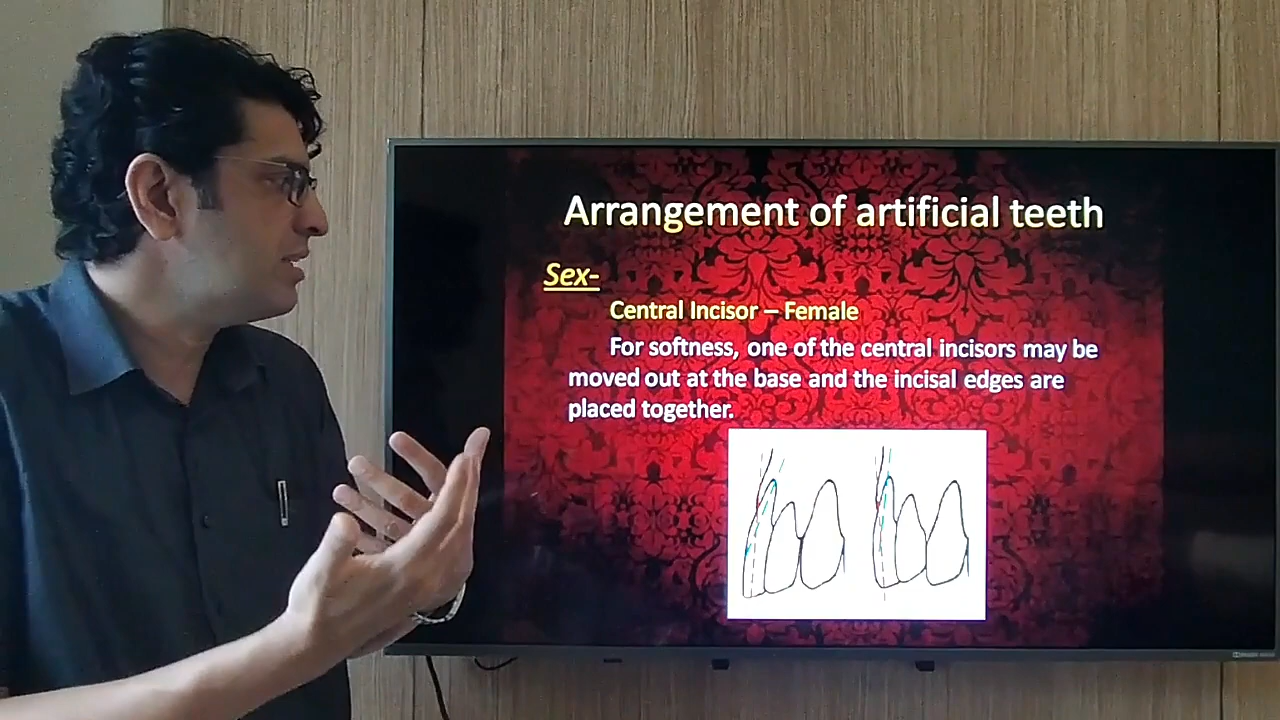 Arrangement of artificial teeth
Sex-
Central Incisor – Female
For softness, one of the central incisors may be
moved out at the base and the incisal edges are
placed together.